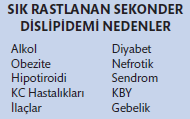 SIK RASTLANAN SEKONDER
DİSLİPİDEMİ NEDENLER
Alkol
Obezite
Hipotiroidi
KC Hastalıkları
İlaçlar
Diyabet
Nefrotik
Sendrom
KBY
Gebelik